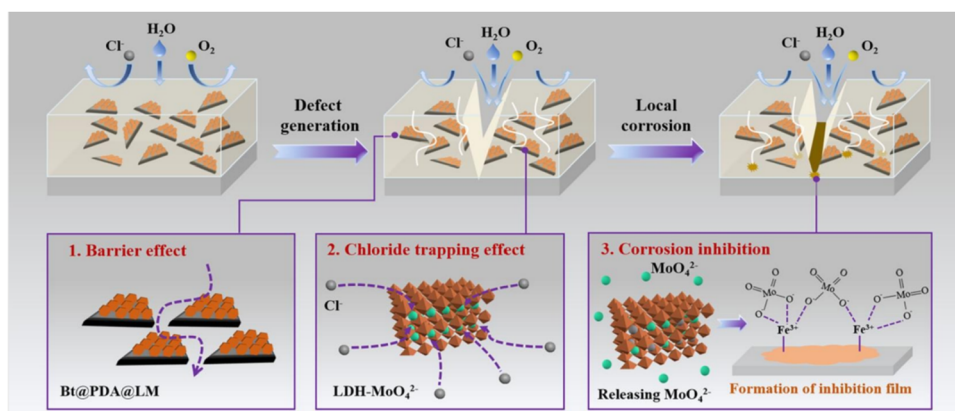 H₂O
Cl⁻
O₂
Defect
generation
H₂O
Cl⁻
O₂
Local
corrosion
H₂O
Cl⁻
O₂
1. Barrier effect
Bt@PDA@LM
2. Chloride trapping effect
Cl⁻
LDH-MoO₄²⁻
3. Corrosion inhibition
MoO₄²⁻
Releasing MoO₄²⁻
O
O
Mo
O⁻
O⁻
O
O
Mo
O⁻
O⁻
O
O
Mo
O⁻
O⁻
Fe³⁺
Fe³⁺
Formation of inhibition film